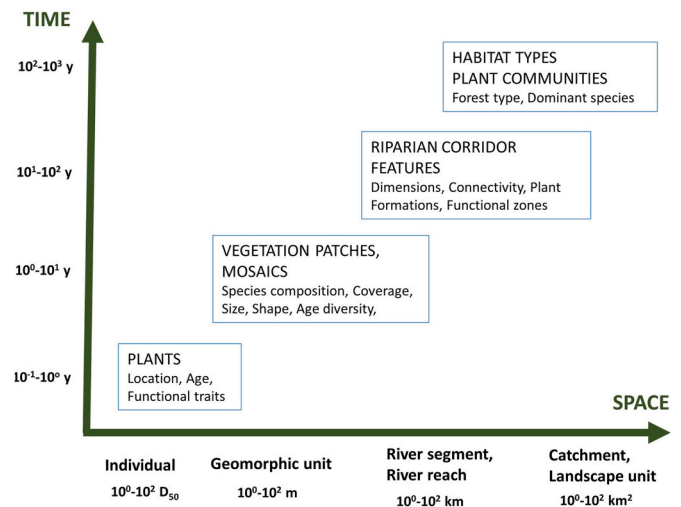 TIME
10²-10³ y
HABITAT TYPES
PLANT COMMUNITIES
Forest type, Dominant species
10¹-10² y
RIPARIAN CORRIDOR
FEATURES
Dimensions, Connectivity, Plant
Formations, Functional zones
10⁰-10¹ y
VEGETATION PATCHES,
MOSAICS
Species composition, Coverage,
Size, Shape, Age diversity,
10⁻¹-10⁰ y
PLANTS
Location, Age,
Functional traits
SPACE
Individual
10⁰-10² D₅₀
Geomorphic unit
10⁰-10² m
River segment,
River reach
10⁰-10² km
Catchment,
Landscape unit
10⁰-10² km²